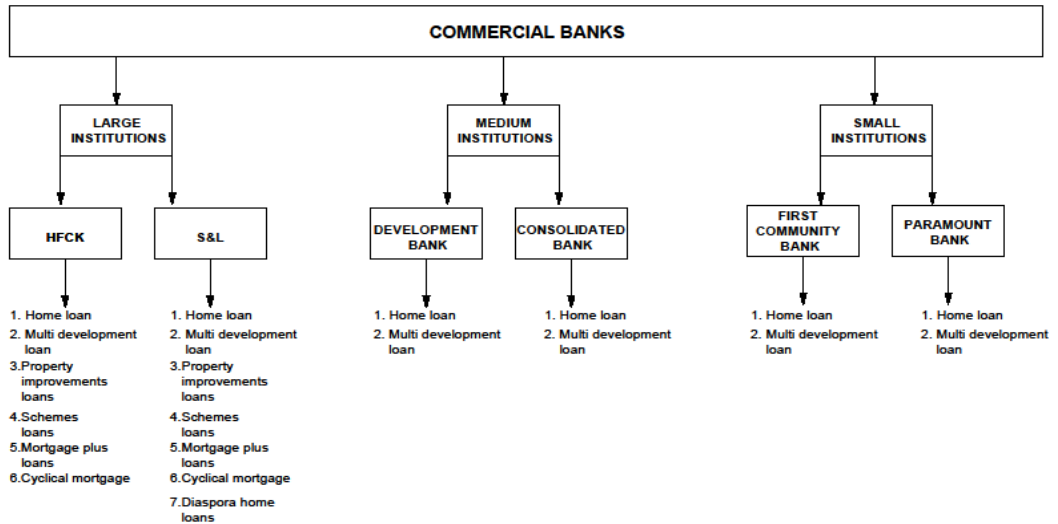 COMMERCIAL BANKS
LARGE
INSTITUTIONS
MEDIUM
INSTITUTIONS
SMALL
INSTITUTIONS
HFCK
S&L
DEVELOPMENT
BANK
CONSOLIDATED
BANK
FIRST
COMMUNITY
BANK
PARAMOUNT
BANK
1. Home loan
2. Multi development
loan
3.Property
improvements
loans
4.Schemes
loans
5.Mortgage plus
loans
6.Cyclical mortgage
1. Home loan
2. Multi development
loan
3.Property
improvements
loans
4.Schemes
loans
5.Mortgage plus
loans
6.Cyclical mortgage
7.Diaspora home
loans
1. Home loan
2. Multi development
loan
1. Home loan
2. Multi development
loan
1. Home loan
2. Multi development
loan
1. Home loan
2. Multi development
loan